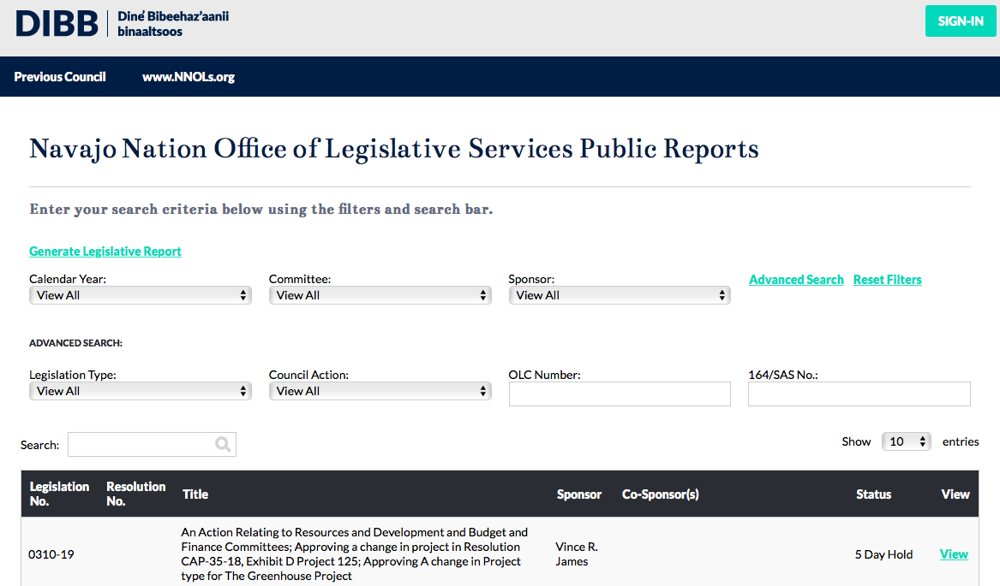 DIBB
Diné Bibeehaz'aanii
binaaltsoos
SIGN-IN
Previous Council
www.NNOLs.org
Navajo Nation Office of Legislative Services Public Reports
Enter your search criteria below using the filters and search bar.
Generate Legislative Report
Calendar Year:
View All
Committee:
View All
Sponsor:
View All
Advanced Search
Reset Filters
ADVANCED SEARCH:
Legislation Type:
View All
Council Action:
View All
OLC Number:
164/SAS No.:
Search:
Show 10 entries
Legislation
No.
Resolution
No.
Title
Sponsor
Co-Sponsor(s)
Status
View
0310-19
An Action Relating to Resources and Development and Budget and
Finance Committees; Approving a change in project in Resolution
CAP-35-18, Exhibit D Project 125; Approving A change in Project
type for The Greenhouse Project
Vince R.
James
5 Day Hold
View